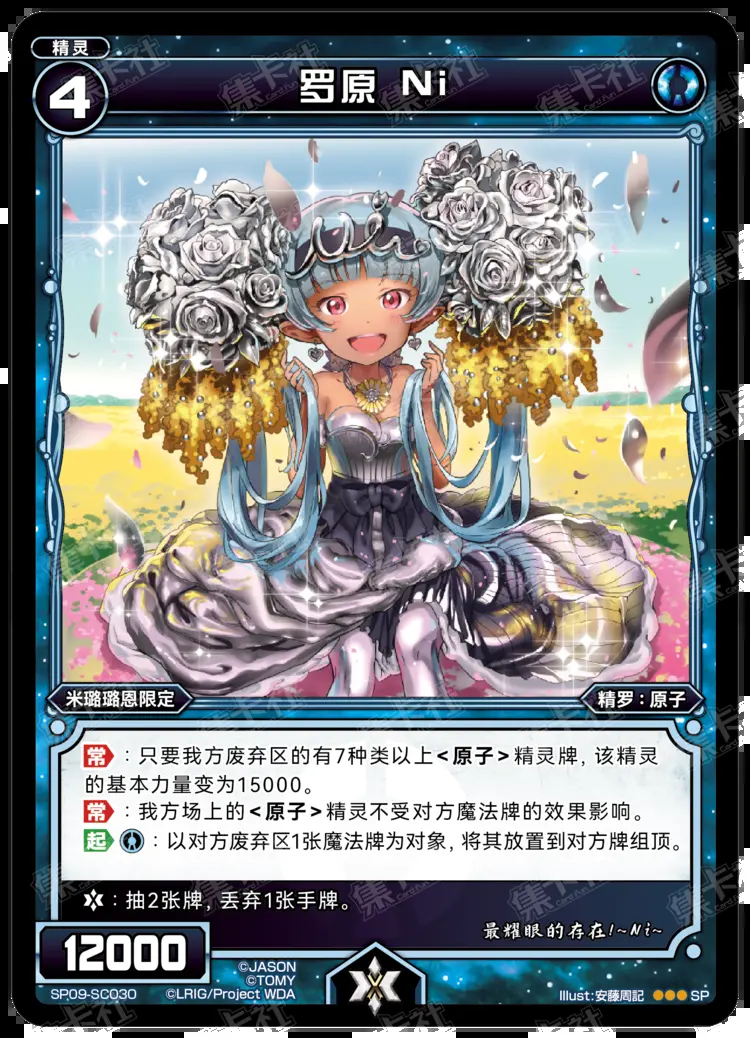 精灵
4
罗原 Ni
集卡社
Ni
米璐璐恩限定
精罗：原子
常：只要我方废弃区的有7种类以上<原子>精灵牌，该精灵
的基本力量变为15000。
常：我方场上的<原子>精灵不受对方魔法牌的效果影响。
起：以对方废弃区1张魔法牌为对象，将其放置到对方牌组顶。
：抽2张牌，丢弃1张手牌。
最耀眼的存在!~Ni~
12000
©JASON
©TOMY
SP09-SC030 ©LRIG/Project WDA
Illust:安藤周記 SP